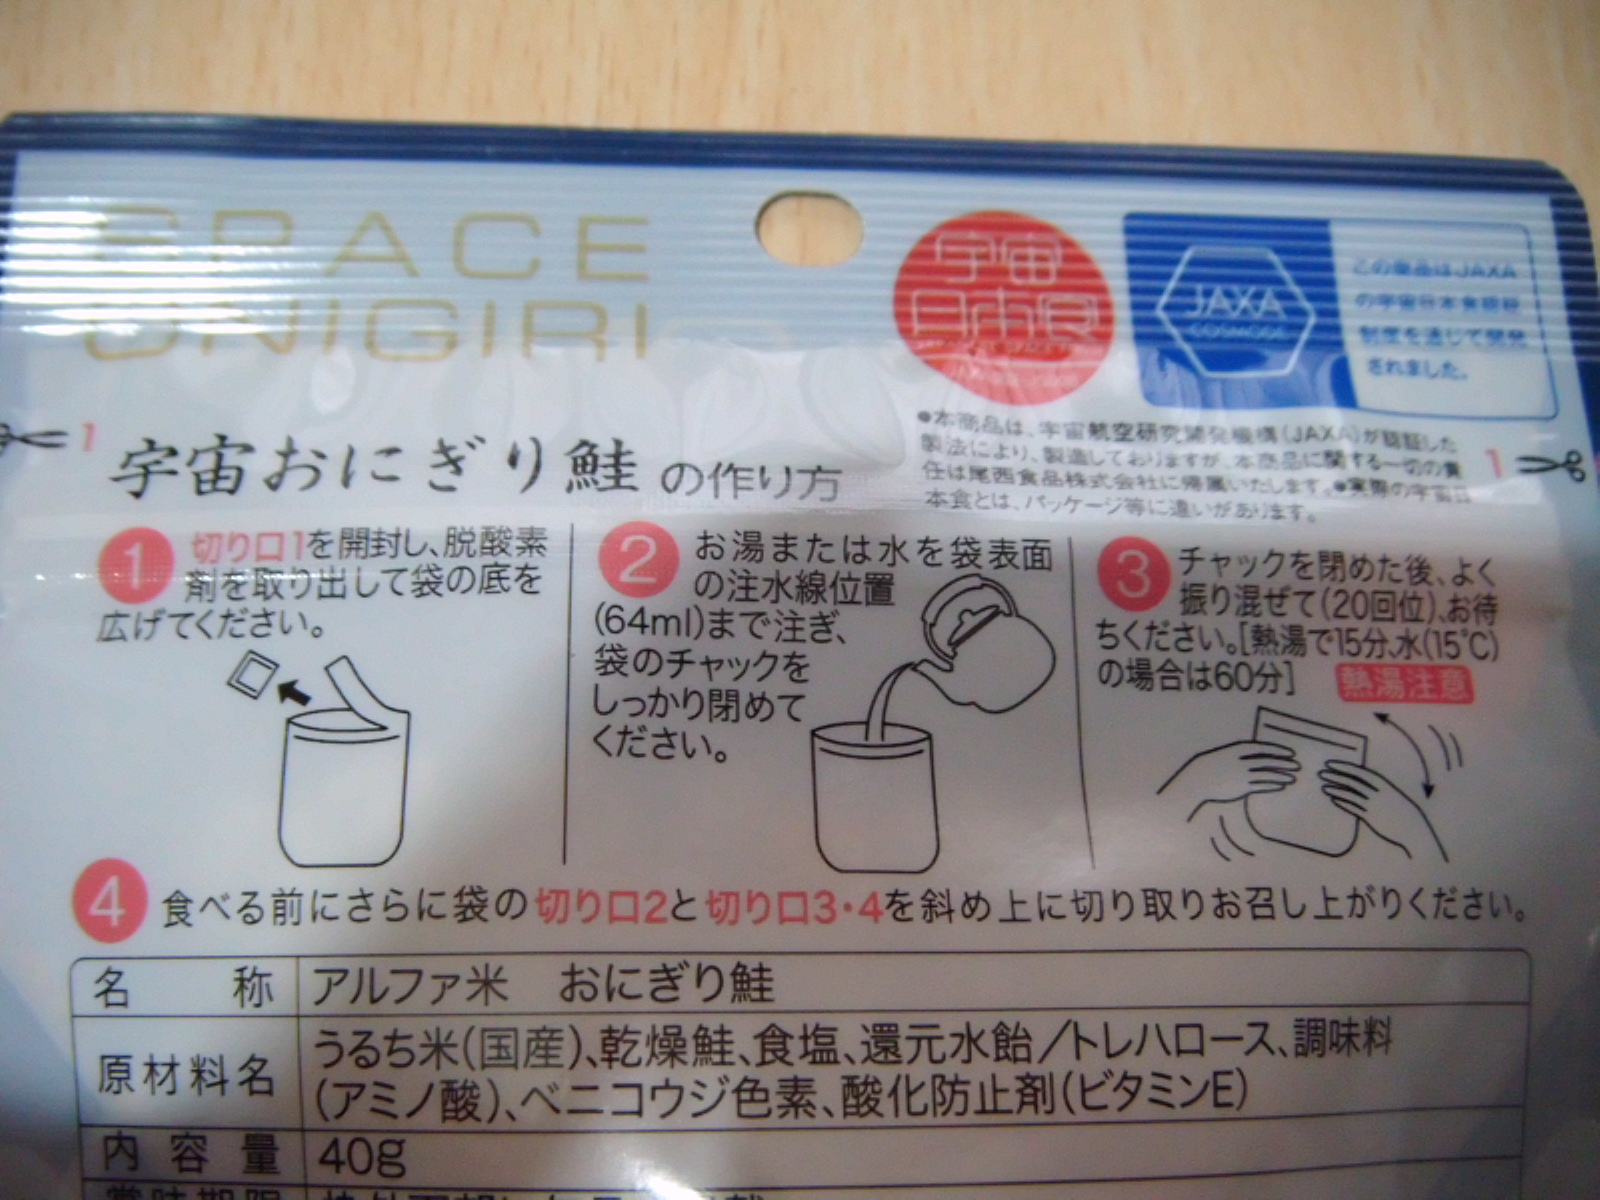 SPACE
ONIGIRI
宇宙
日本食
JAXA
COSMODE
この商品はJAXA
の宇宙日本食認証
制度を通じて開発
されました。
●本商品は、宇宙航空研究開発機構(JAXA)が認証した
製法により、製造しておりますが、本商品に関する一切の責
任は尾西食品株式会社に帰属いたします。●実際の宇宙日
本食とは、パッケージ等に違いがあります。
1
1
宇宙おにぎり鮭の作り方
1 切り口1を開封し、脱酸素
剤を取り出して袋の底を
広げてください。
2 お湯または水を袋表面
の注水線位置
(64ml)まで注ぎ、
袋のチャックを
しっかり閉めて
ください。
3 チャックを閉めた後、よく
振り混ぜて(20回位)、お待
ちください。[熱湯で15分、水(15℃)
の場合は60分]
熱湯注意
4 食べる前にさらに袋の切り口2と切り口3・4を斜め上に切り取りお召し上がりください。
名称 アルファ米 おにぎり鮭
原材料名 うるち米(国産)、乾燥鮭、食塩、還元水飴/トレハロース、調味料
(アミノ酸)、ベニコウジ色素、酸化防止剤(ビタミンE)
内容量 40g
賞味期限